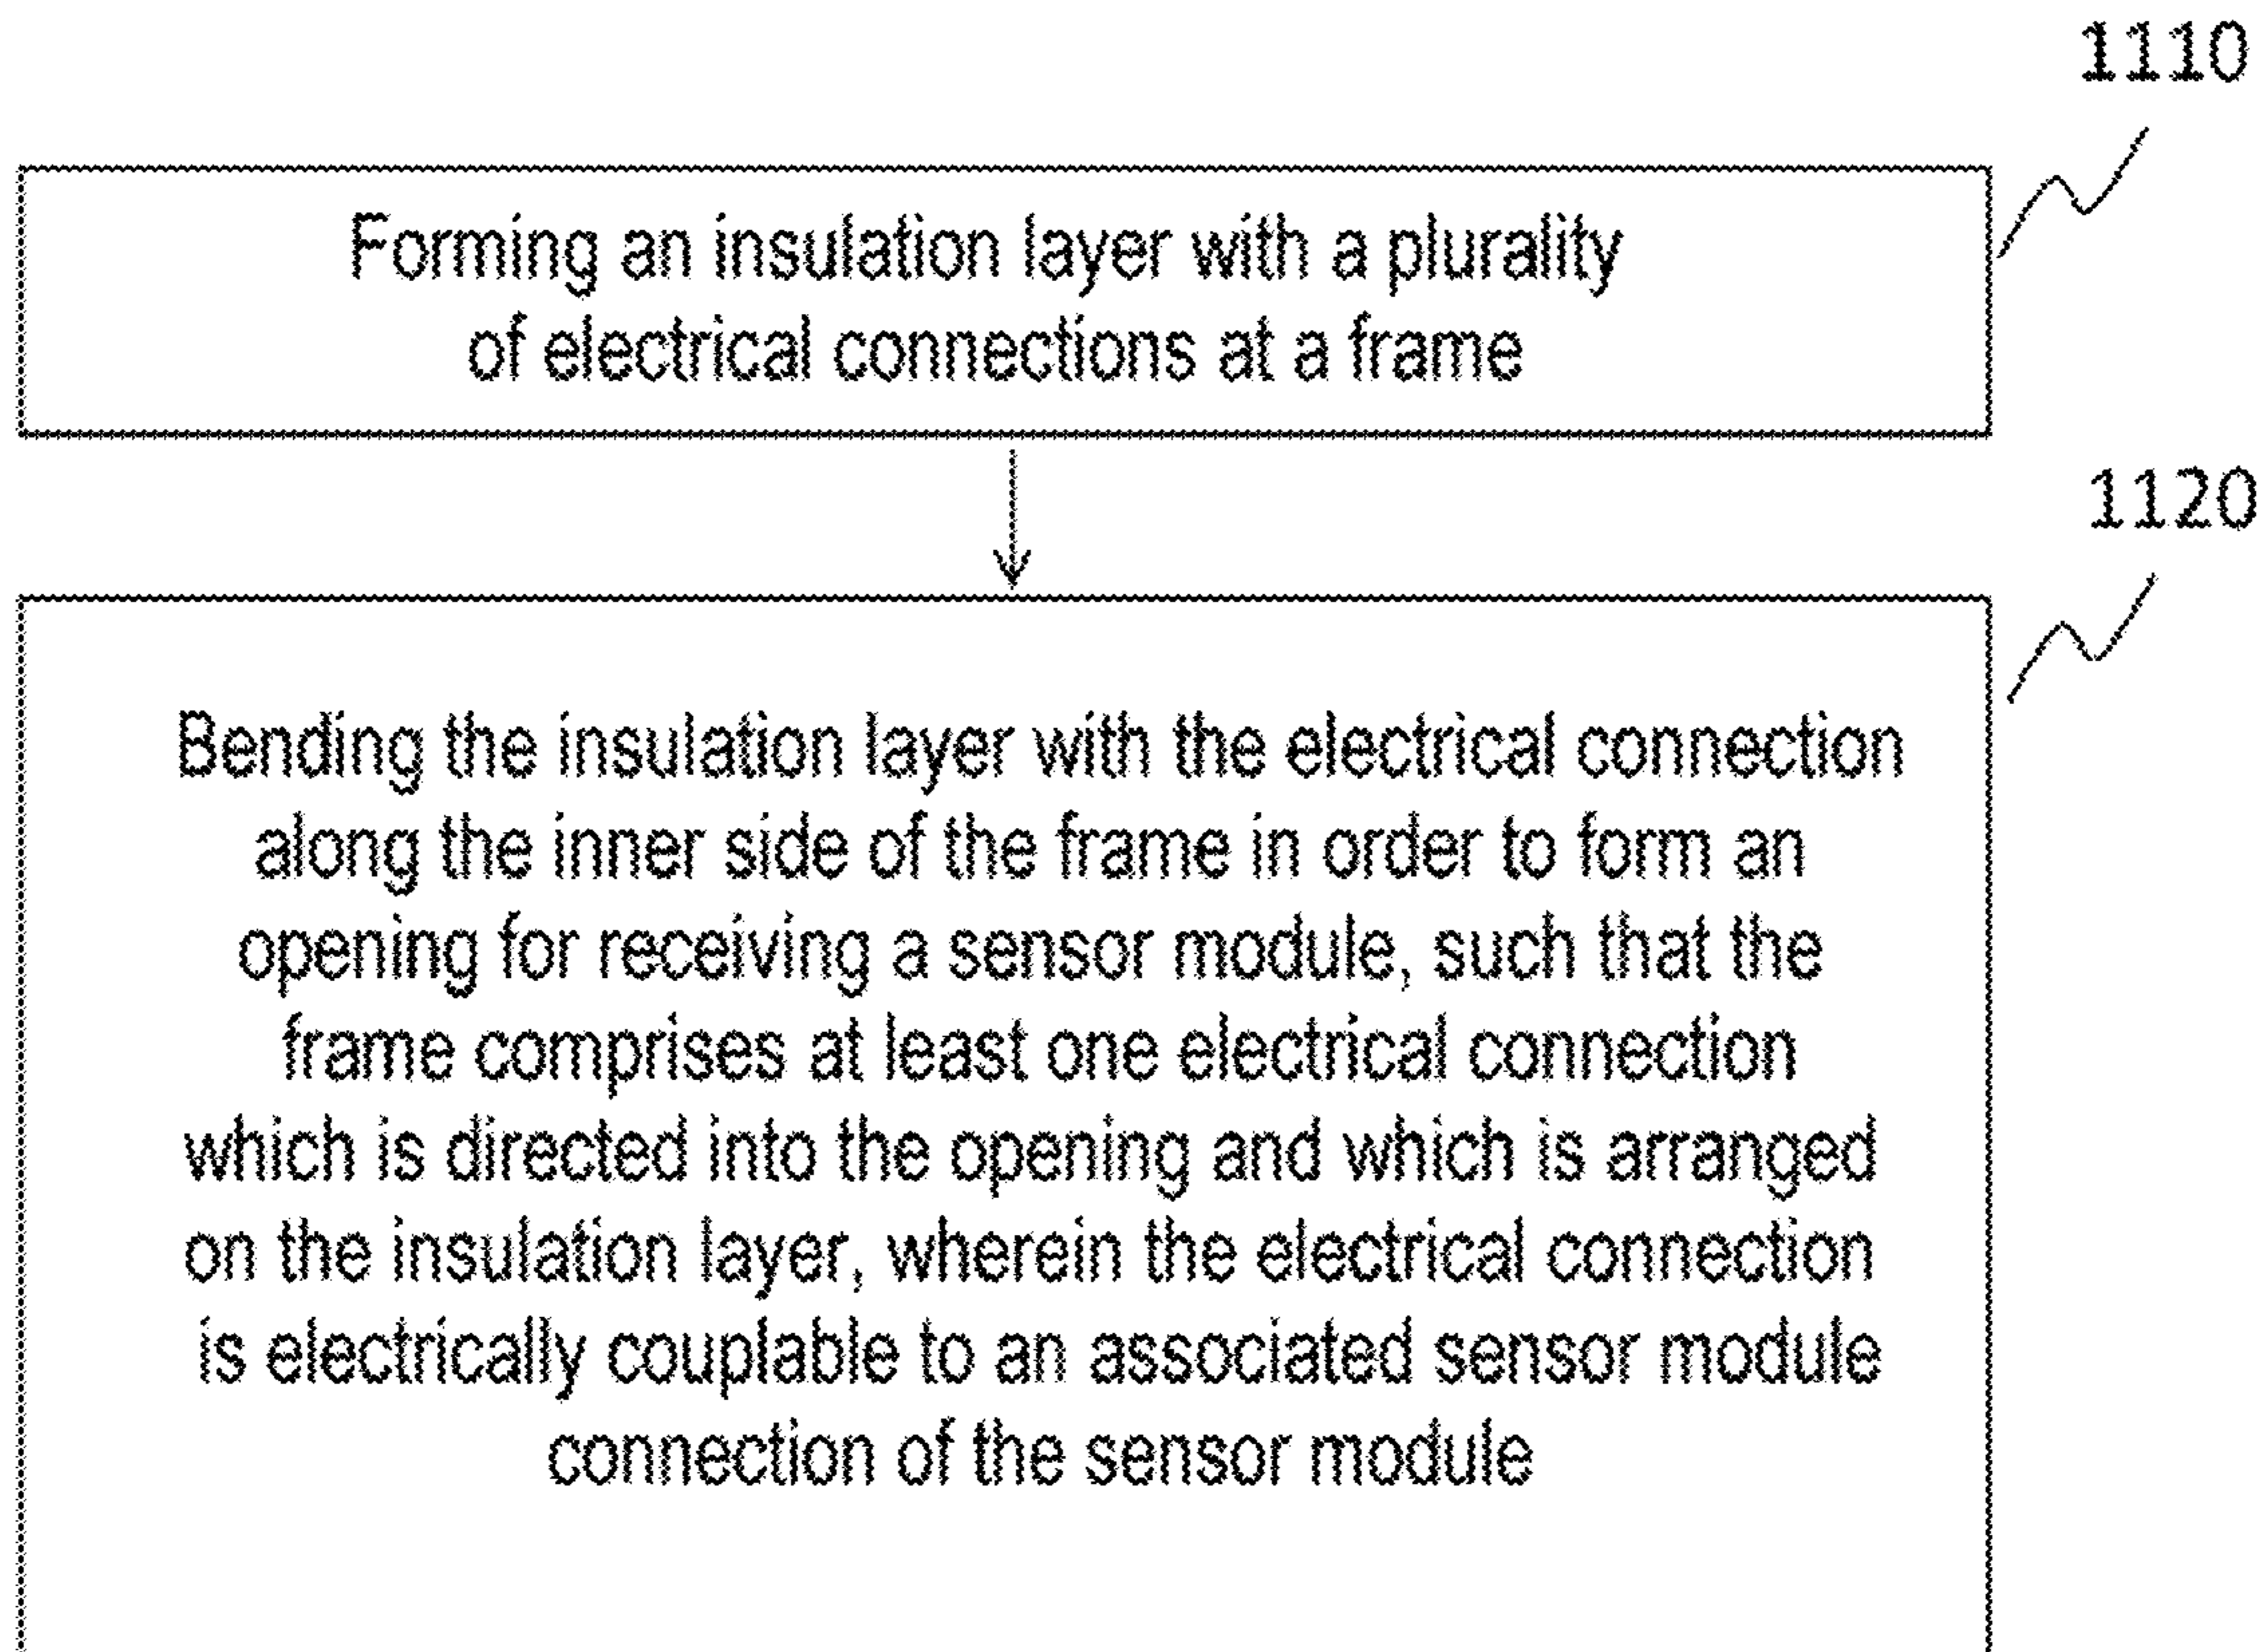 1110
Forming an insulation layer with a plurality
of electrical connections at a frame
1120
Bending the insulation layer with the electrical connection
along the inner side of the frame in order to form an
opening for receiving a sensor module, such that the
frame comprises at least one electrical connection
which is directed into the opening and which is arranged
on the insulation layer, wherein the electrical connection
is electrically couplable to an associated sensor module
connection of the sensor module